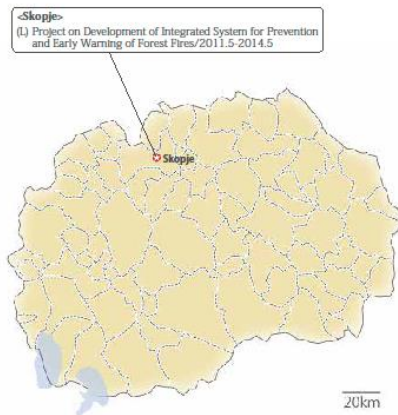 <Skopje>
(L) Project on Development of Integrated System for Prevention
and Early Warning of Forest Fires/2011.5-2014.5
Skopje
20km